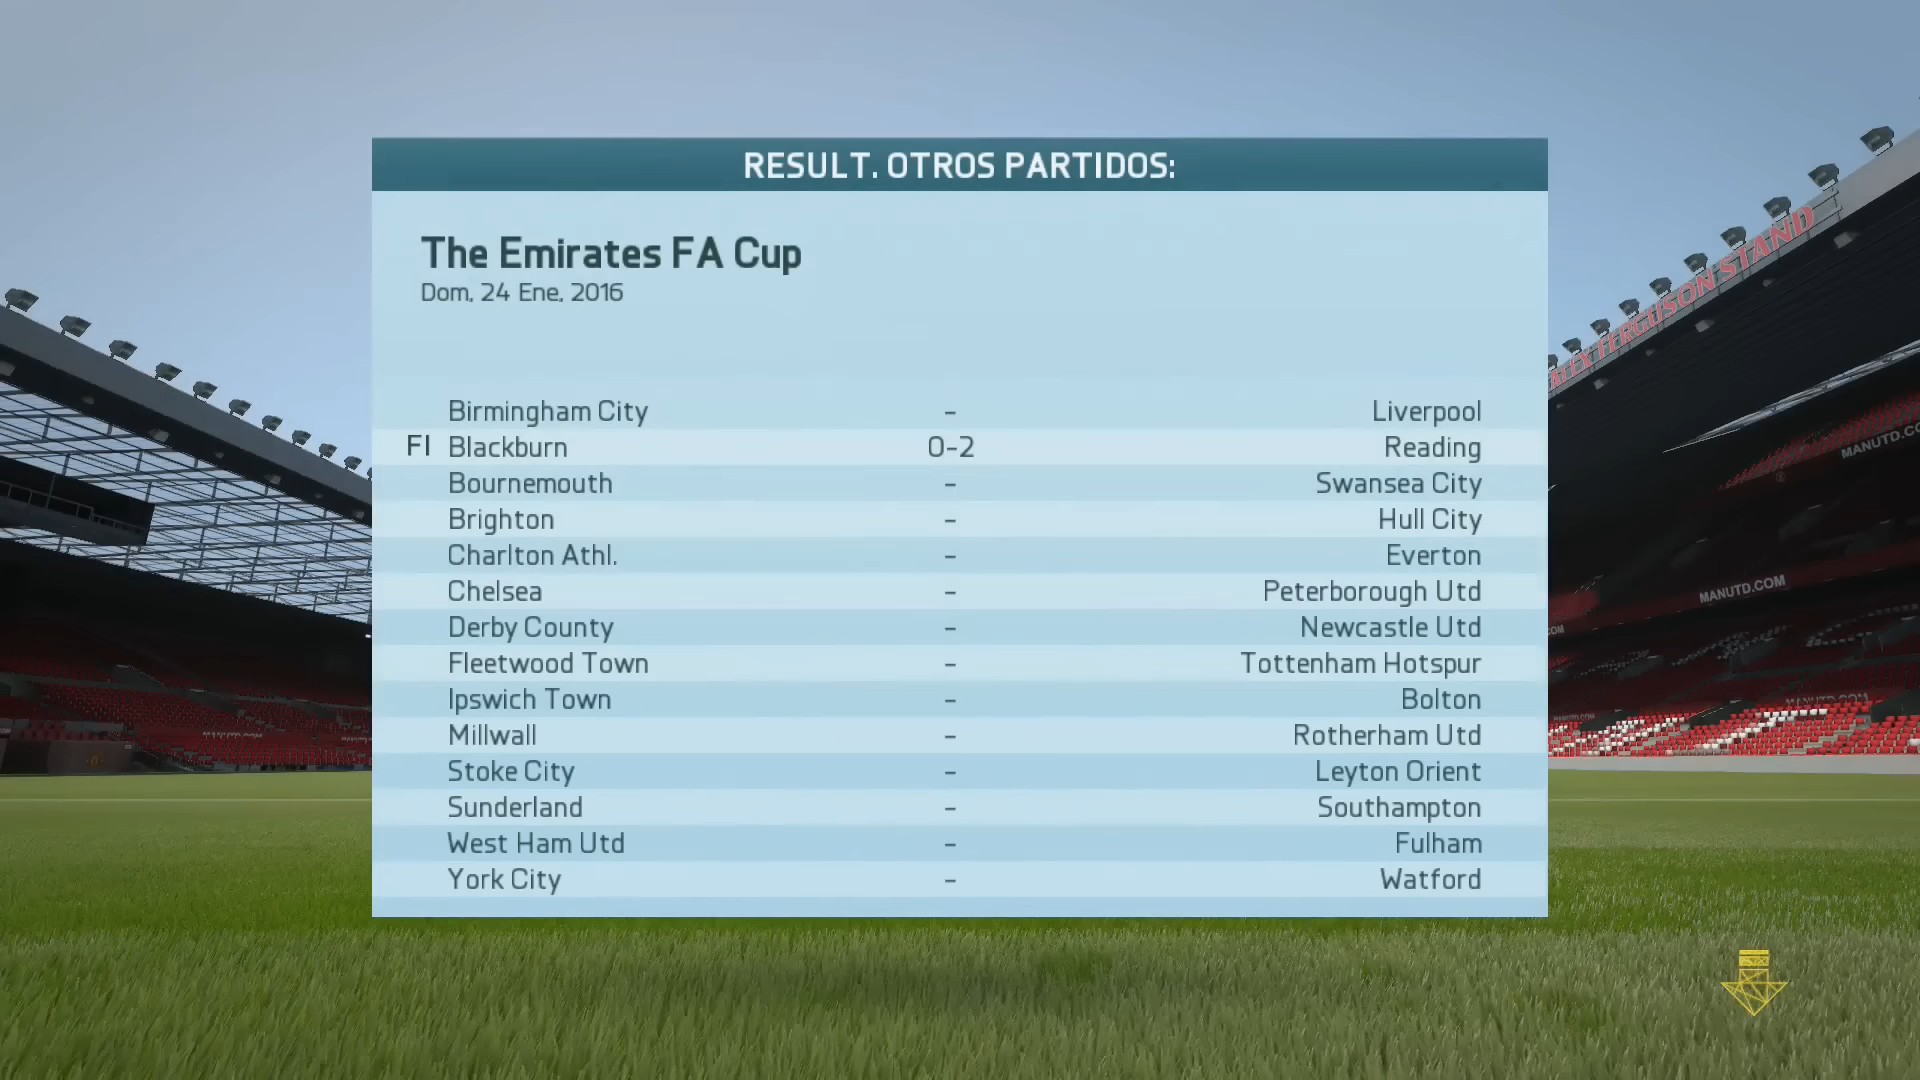 RESULT. OTROS PARTIDOS:
The Emirates FA Cup
Dom, 24 Ene, 2016
Birmingham City - Liverpool
FI Blackburn 0-2 Reading
Bournemouth - Swansea City
Brighton - Hull City
Charlton Athl. - Everton
Chelsea - Peterborough Utd
Derby County - Newcastle Utd
Fleetwood Town - Tottenham Hotspur
Ipswich Town - Bolton
Millwall - Rotherham Utd
Stoke City - Leyton Orient
Sunderland - Southampton
West Ham Utd - Fulham
York City - Watford
ALEX FERGUSON STAND
MANUTD.COM
MANUTD.COM
MANUTD.COM